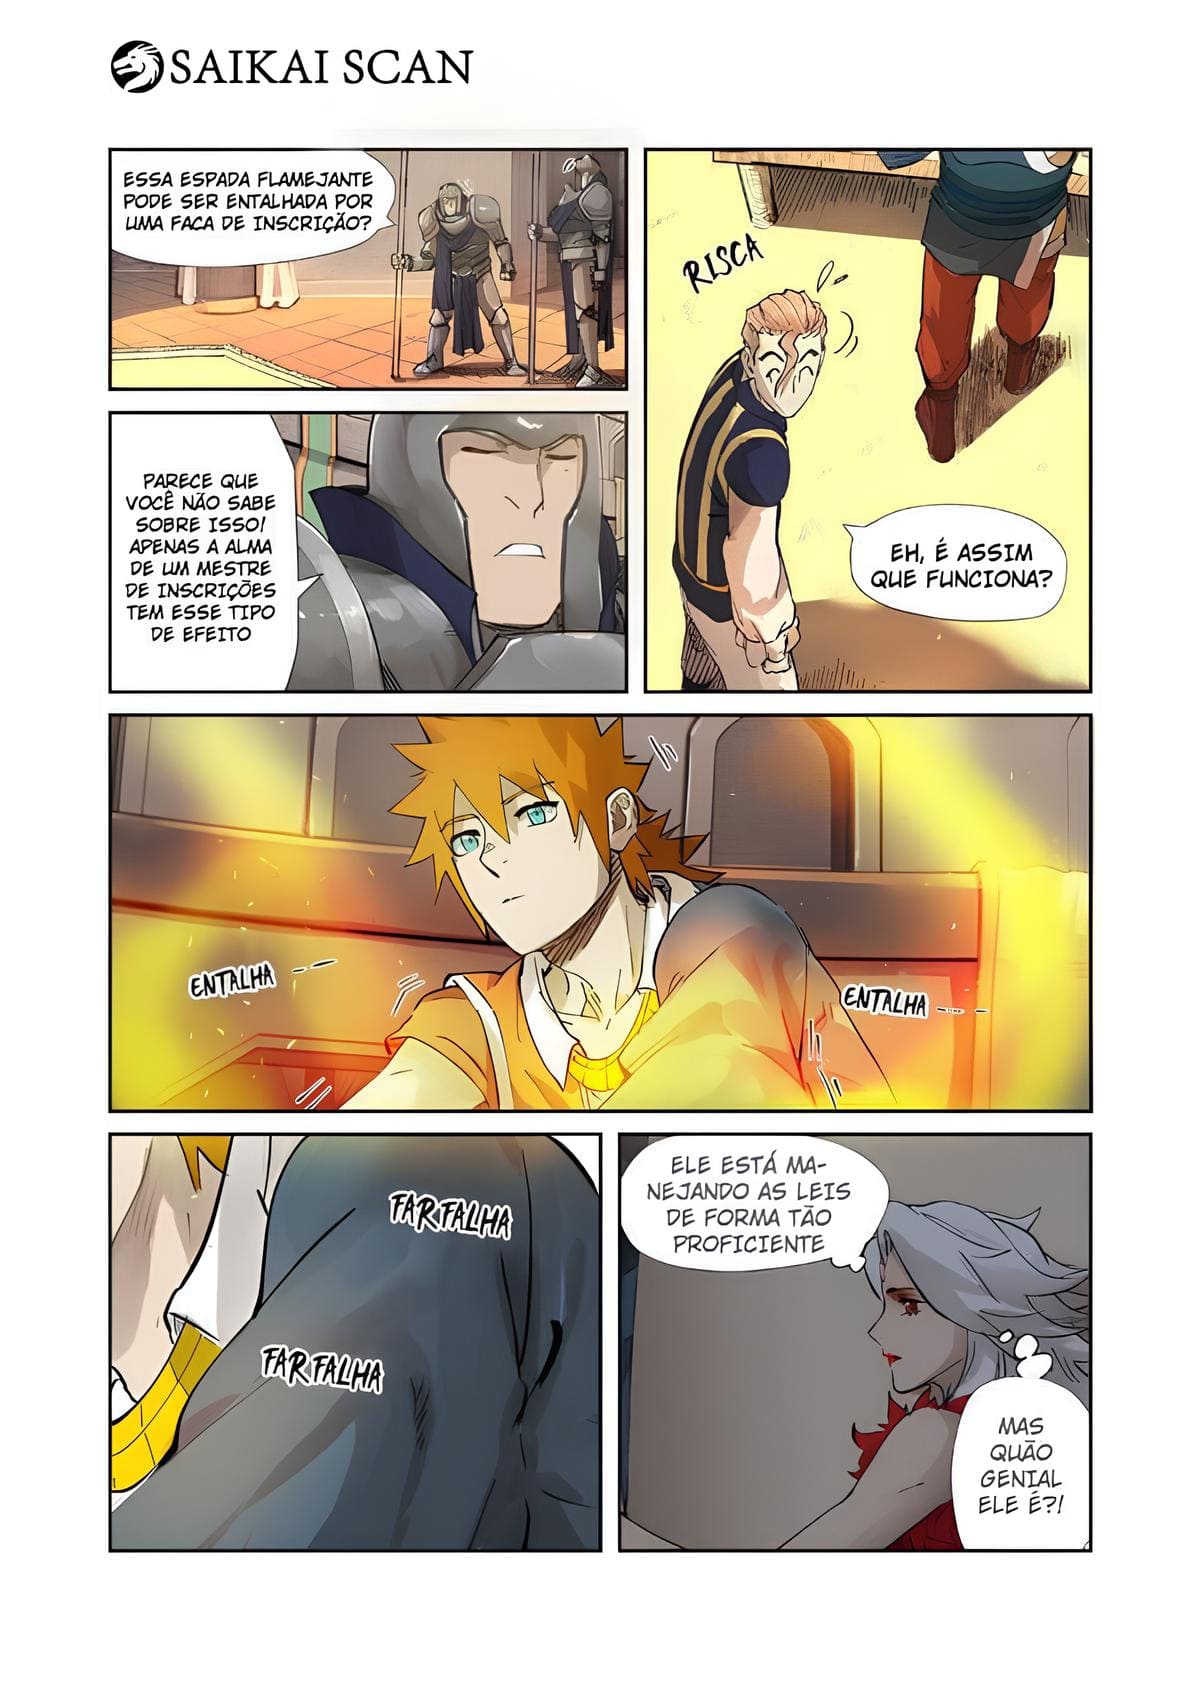 SAIKAI SCAN
ESSA ESPADA FLAMEJANTE
PODE SER ENTALHADA POR
UMA FACA DE INSCRIÇÃO?
PARECE QUE
VOCÊ NÃO SABE
SOBRE ISSO!
APENAS A ALMA
DE UM MESTRE
DE INSCRIÇÕES
TEM ESSE TIPO
DE EFEITO
RISCA
EH, É ASSIM
QUE FUNCIONA?
ENTALHA
ENTALHA
FARFALHA
FARFALHA
ELE ESTÁ MA-
NEJANDO AS LEIS
DE FORMA TÃO
PROFICIENTE
MAS
QUÃO
GENIAL
ELE É?!